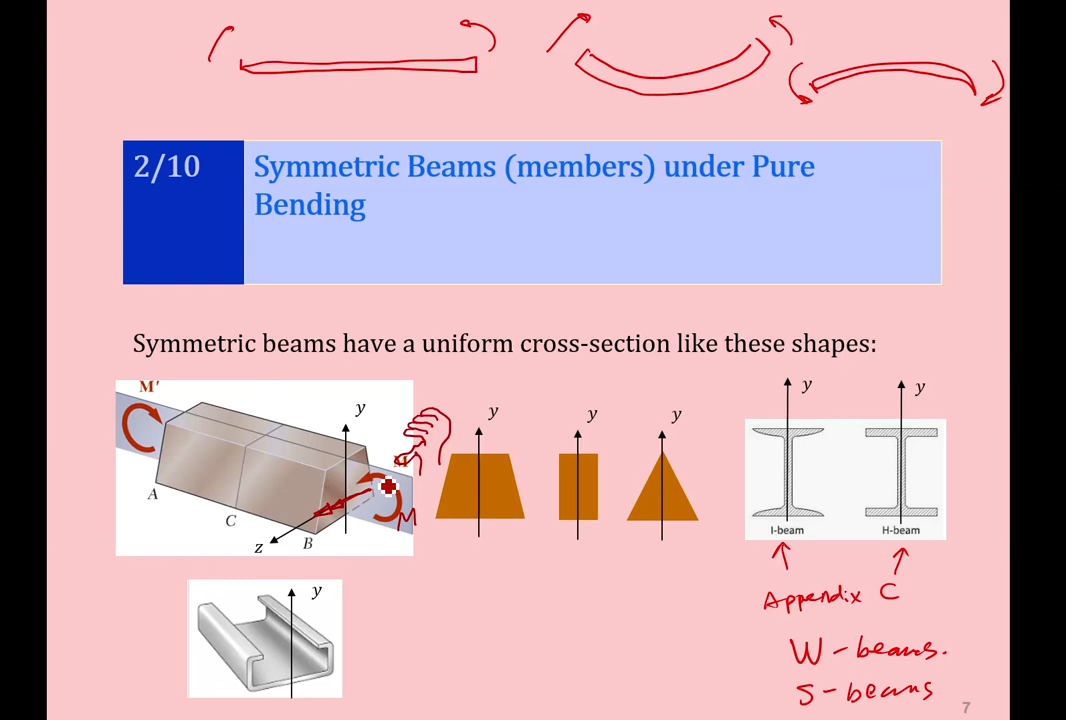 2/10
Symmetric Beams (members) under Pure
Bending
Symmetric beams have a uniform cross-section like these shapes:
M′
y
M
M
A
C
B
z
y
y
y
y
y
I-beam
H-beam
Appendix C
W-beams.
S-beams
y
7